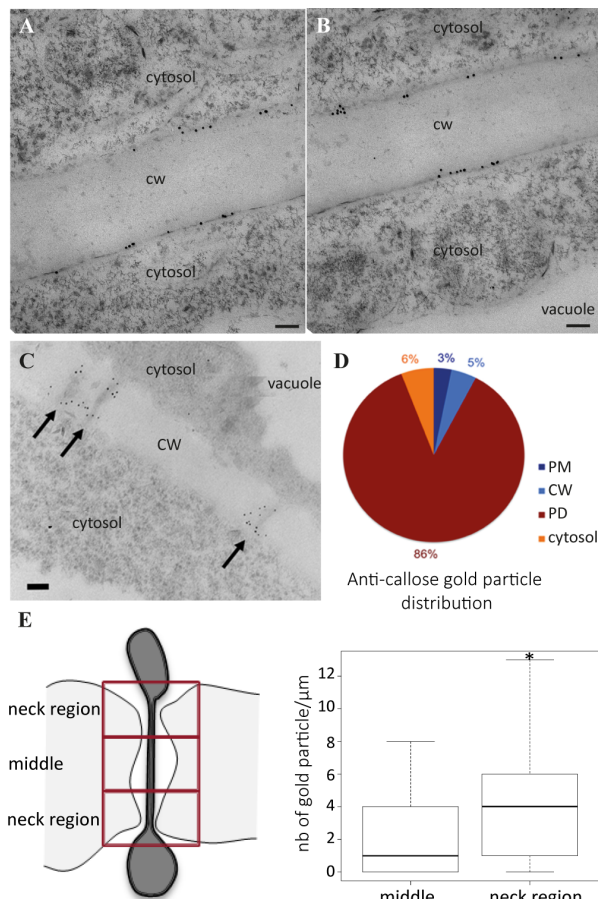 A
cytosol
cw
cytosol
B
cytosol
cw
cytosol
vacuole
C
cytosol
vacuole
CW
cytosol
D
6%
3%
5%
86%
PM
CW
PD
cytosol
Anti-callose gold particle
distribution
E
neck region
middle
neck region
nb of gold particle/μm
12
10
8
6
4
2
0
*
middle
neck region